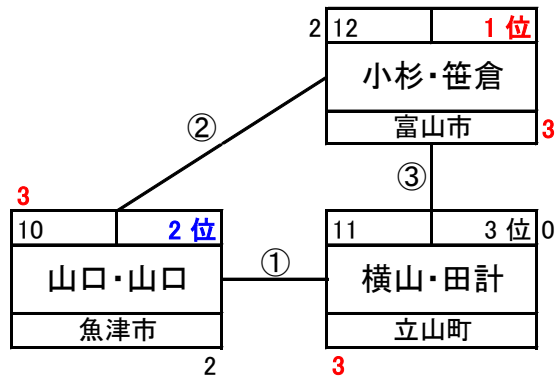 2 12 1位
小杉・笹倉
富山市 3
②
③
3
10 2位
山口・山口
魚津市
2
①
11 3位 0
横山・田計
立山町
3